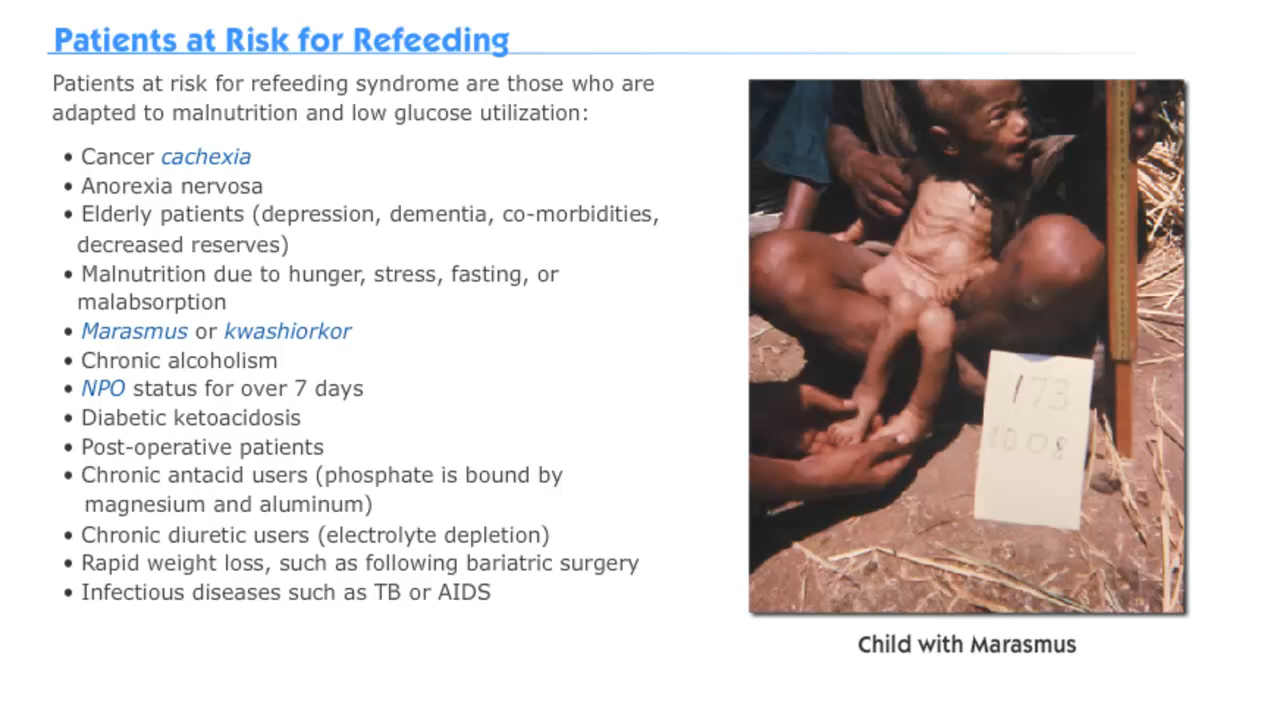 Patients at Risk for Refeeding
Patients at risk for refeeding syndrome are those who are
adapted to malnutrition and low glucose utilization:
• Cancer cachexia
• Anorexia nervosa
• Elderly patients (depression, dementia, co-morbidities,
decreased reserves)
• Malnutrition due to hunger, stress, fasting, or
malabsorption
• Marasmus or kwashiorkor
• Chronic alcoholism
• NPO status for over 7 days
• Diabetic ketoacidosis
• Post-operative patients
• Chronic antacid users (phosphate is bound by
magnesium and aluminum)
• Chronic diuretic users (electrolyte depletion)
• Rapid weight loss, such as following bariatric surgery
• Infectious diseases such as TB or AIDS
173
Child with Marasmus